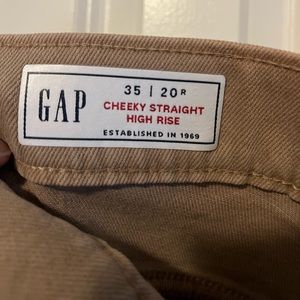 GAP
35 | 20R
CHEEKY STRAIGHT
HIGH RISE
ESTABLISHED IN 1969